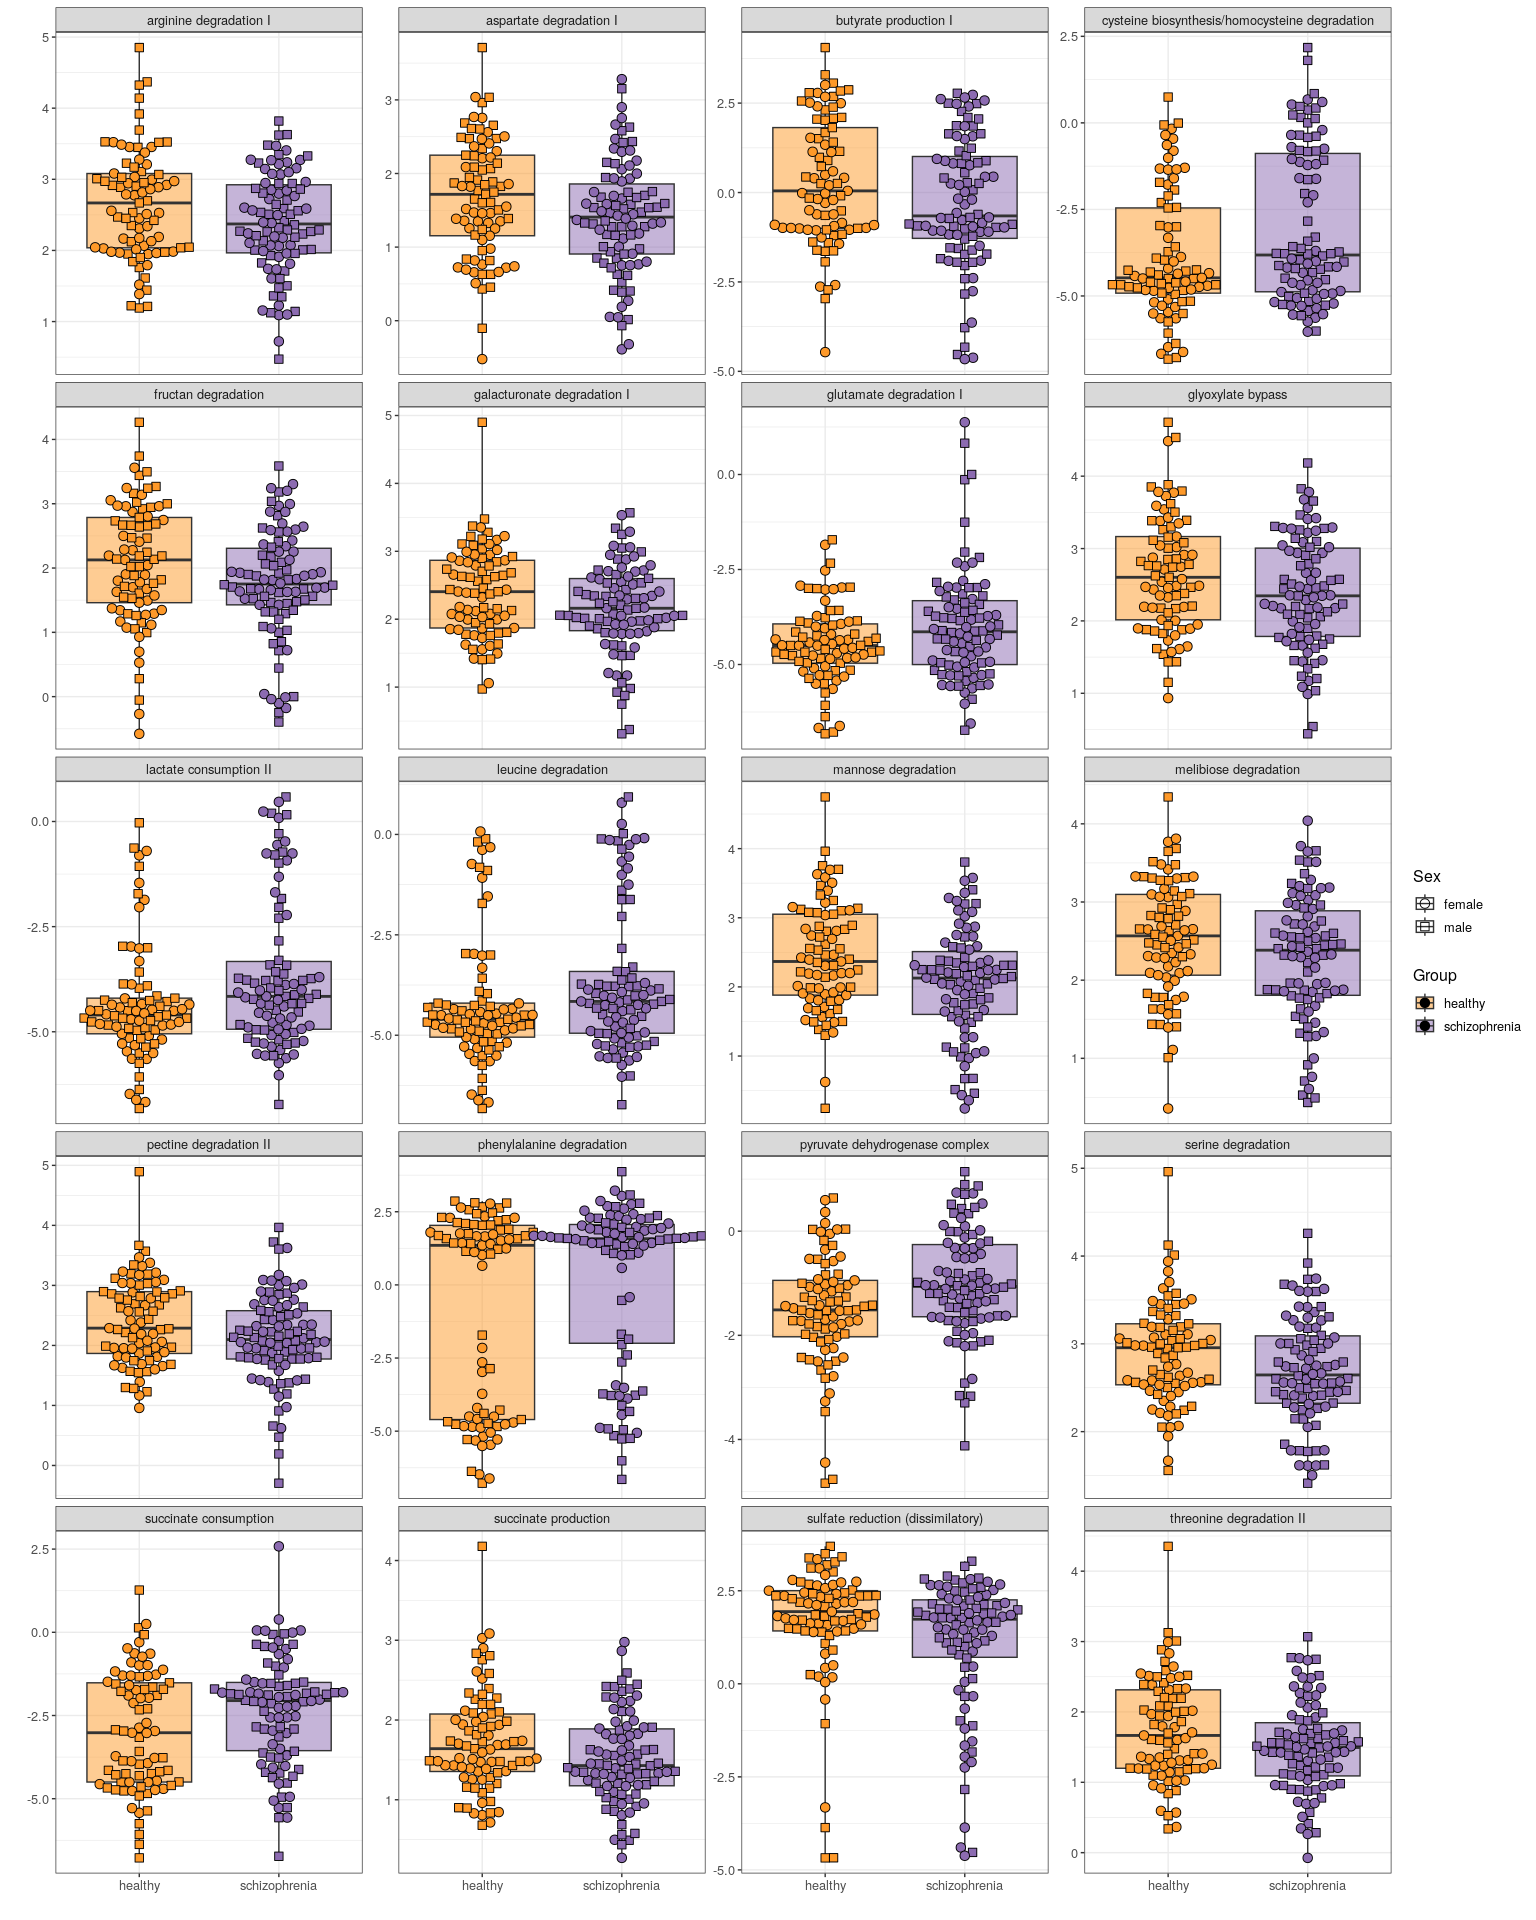 arginine degradation I
aspartate degradation I
butyrate production I
cysteine biosynthesis/homocysteine degradation
5
4
3
2
1
3
2
1
0
2.5
0.0
-2.5
-5.0
2.5
0.0
-2.5
-5.0
fructan degradation
galacturonate degradation I
glutamate degradation I
glyoxylate bypass
4
3
2
1
0
5
4
3
2
1
0.0
-2.5
-5.0
4
3
2
1
lactate consumption II
leucine degradation
mannose degradation
melibiose degradation
0.0
-2.5
-5.0
0.0
-2.5
-5.0
4
3
2
1
4
3
2
1
pectine degradation II
phenylalanine degradation
pyruvate dehydrogenase complex
serine degradation
5
4
3
2
1
0
2.5
0.0
-2.5
-5.0
0
-2
-4
5
4
3
2
succinate consumption
succinate production
sulfate reduction (dissimilatory)
threonine degradation II
2.5
0.0
-2.5
-5.0
4
3
2
1
2.5
0.0
-2.5
-5.0
4
3
2
1
0
healthy
schizophrenia
healthy
schizophrenia
healthy
schizophrenia
healthy
schizophrenia
Sex
female
male
Group
healthy
schizophrenia